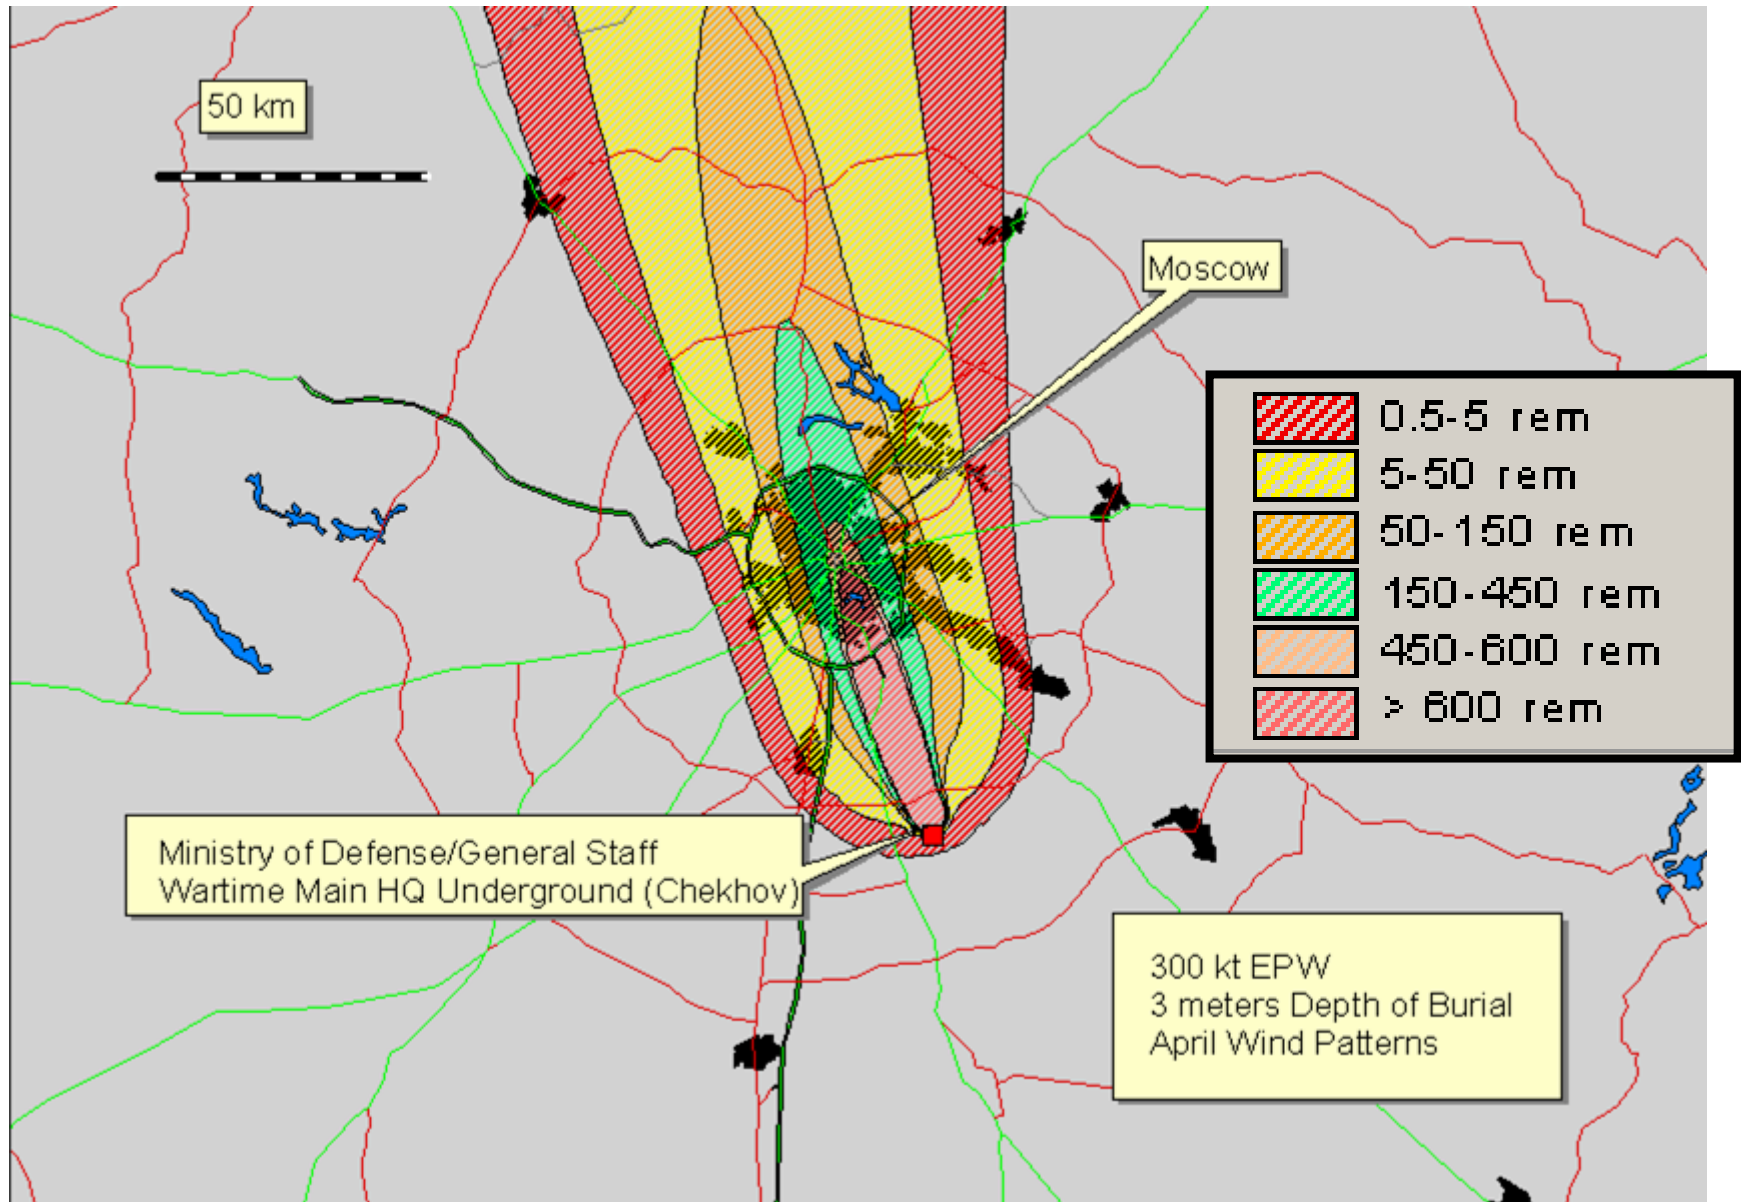 50 km
Moscow
0.5-5 rem
5-50 rem
50-150 rem
150-450 rem
450-600 rem
> 600 rem
Ministry of Defense/General Staff
Wartime Main HQ Underground (Chekhov)
300 kt EPW
3 meters Depth of Burial
April Wind Patterns